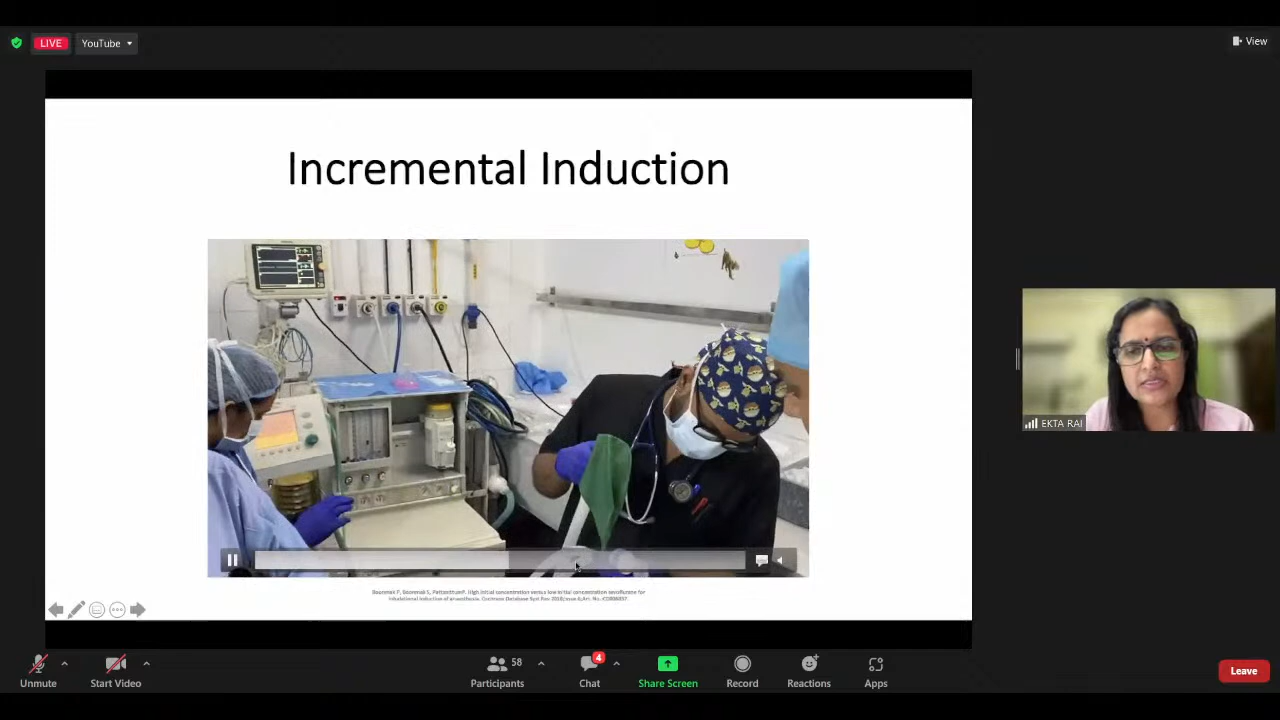 LIVE
YouTube
View
Incremental Induction
EKTA RAI
Unmute
Start Video
58
Participants
4
Chat
Share Screen
Record
Reactions
Apps
Leave